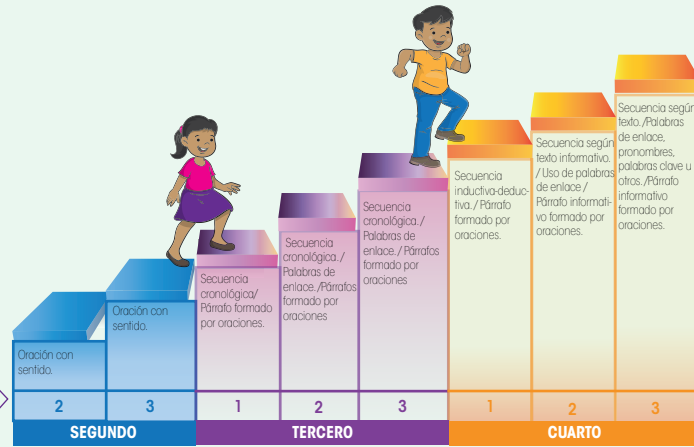 Oración con
sentido.
Oración con
sentido.
Secuencia
cronológica/
Párrafo formado
por oraciones.
Secuencia
cronológica./
Palabras de
enlace./Párrafos
formado por
oraciones
Secuencia
cronológica./
Palabras de
enlace./ Párrafos
formado por
oraciones
Secuencia
inductiva-deduc-
tiva./ Párrafo
formado por
oraciones.
Secuencia según
texto informativo.
/ Uso de palabras
de enlace /
Párrafo informati-
vo formado por
oraciones.
Secuencia según
texto./Palabras
de enlace,
pronombres,
palabras clave u
otros./Párrafo
informativo
formado por
oraciones.
2 3 1 2 3 1 2 3
SEGUNDO TERCERO CUARTO